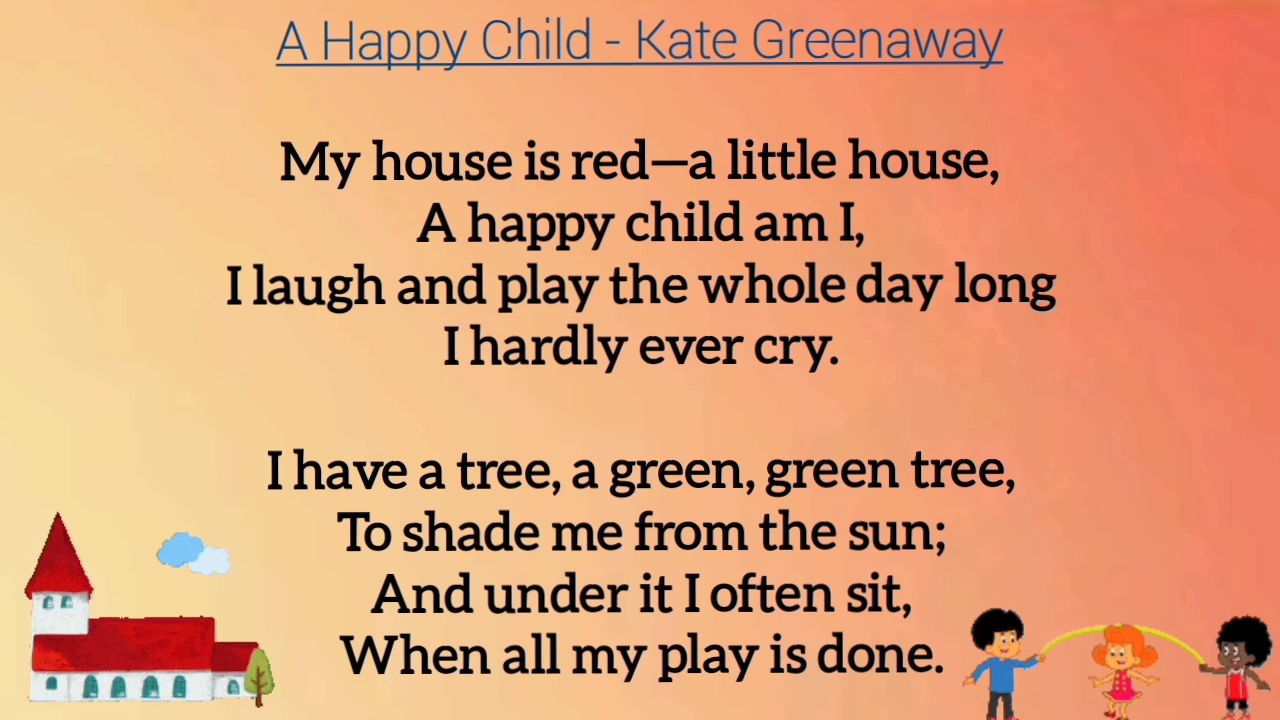 A Happy Child - Kate Greenaway
My house is red—a little house,
A happy child am I,
I laugh and play the whole day long
I hardly ever cry.
I have a tree, a green, green tree,
To shade me from the sun;
And under it I often sit,
When all my play is done.